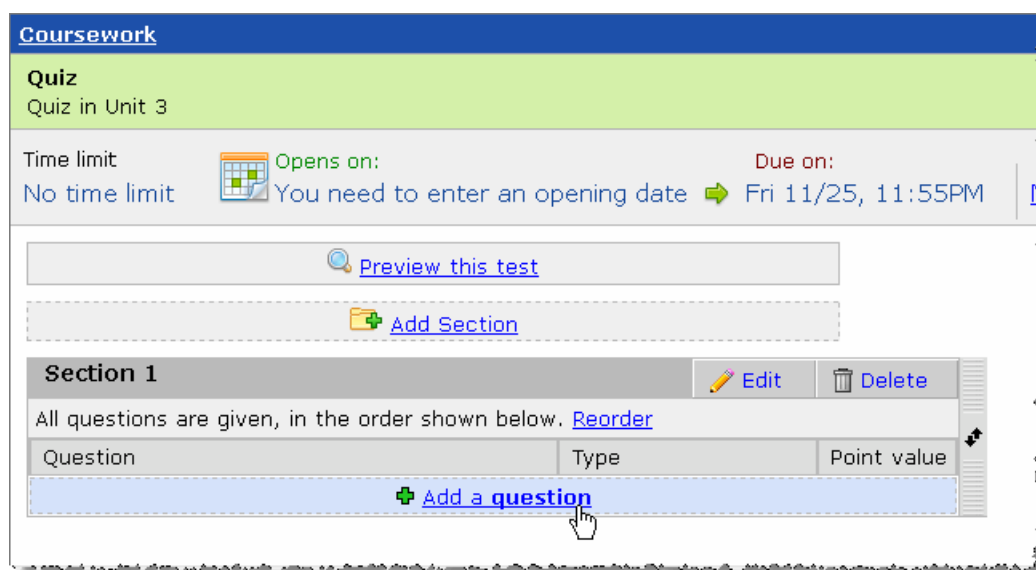 Coursework
Quiz
Quiz in Unit 3
Time limit
Opens on:
Due on:
No time limit
You need to enter an opening date
Fri 11/25, 11:55PM
Preview this test
Add Section
Section 1
Edit
Delete
All questions are given, in the order shown below. Reorder
Question
Type
Point value
Add a question